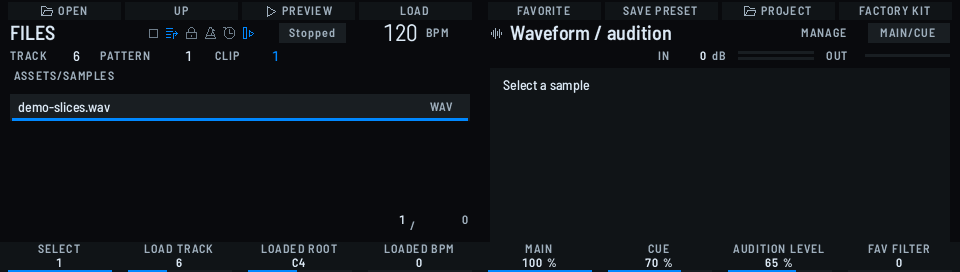 OPEN UP PREVIEW LOAD FAVORITE SAVE PRESET PROJECT FACTORY KIT
FILES Stopped 120 BPM Waveform / audition MANAGE MAIN/CUE
TRACK 6 PATTERN 1 CLIP 1 IN 0 dB OUT
ASSETS/SAMPLES
Select a sample
demo-slices.wav WAV
1 / 0
SELECT LOAD TRACK LOADED ROOT LOADED BPM MAIN CUE AUDITION LEVEL FAV FILTER
1 6 C4 0 100 % 70 % 65 % 0